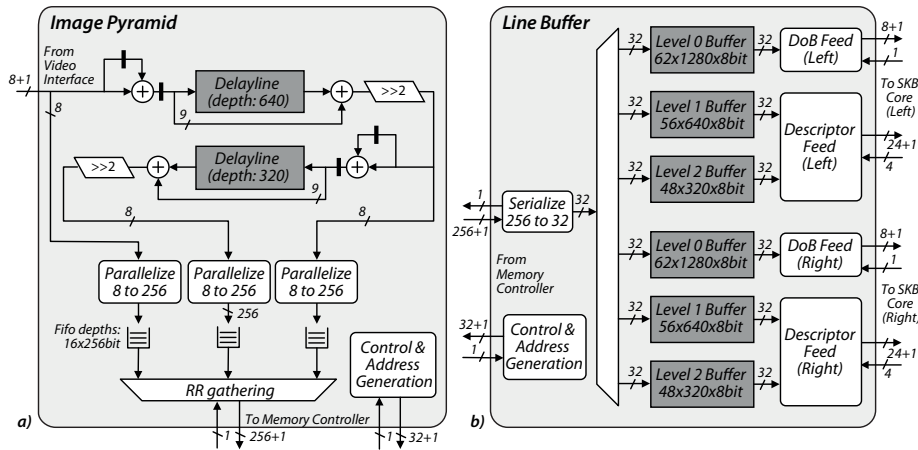 Image Pyramid
From
Video
Interface
8+1
8
Delayline
(depth: 640)
>>2
9
>>2
Delayline
(depth: 320)
9
8
8
Parallelize
8 to 256
Parallelize
8 to 256
Parallelize
8 to 256
256
Fifo depths:
16x256bit
Control &
Address
Generation
RR gathering
To Memory Controller
1
256+1
1
32+1
a)
Line Buffer
32
Level 0 Buffer
62x1280x8bit
32
DoB Feed
(Left)
8+1
1
To SKB
Core
(Left)
32
Level 1 Buffer
56x640x8bit
32
Descriptor
Feed
(Left)
24+1
4
32
Level 2 Buffer
48x320x8bit
32
1
256+1
Serialize
256 to 32
32
From
Memory
Controller
32
Level 0 Buffer
62x1280x8bit
32
DoB Feed
(Right)
8+1
1
To SKB
Core
(Right)
32+1
1
Control &
Address
Generation
32
Level 1 Buffer
56x640x8bit
32
Descriptor
Feed
(Right)
24+1
4
32
Level 2 Buffer
48x320x8bit
32
b)